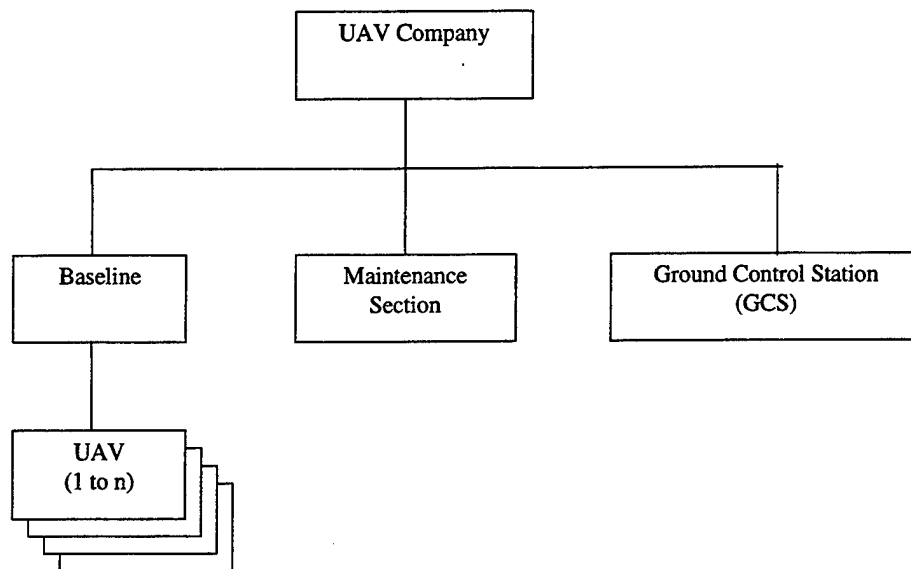 UAV Company
Baseline
Maintenance
Section
Ground Control Station
(GCS)
UAV
(1 to n)